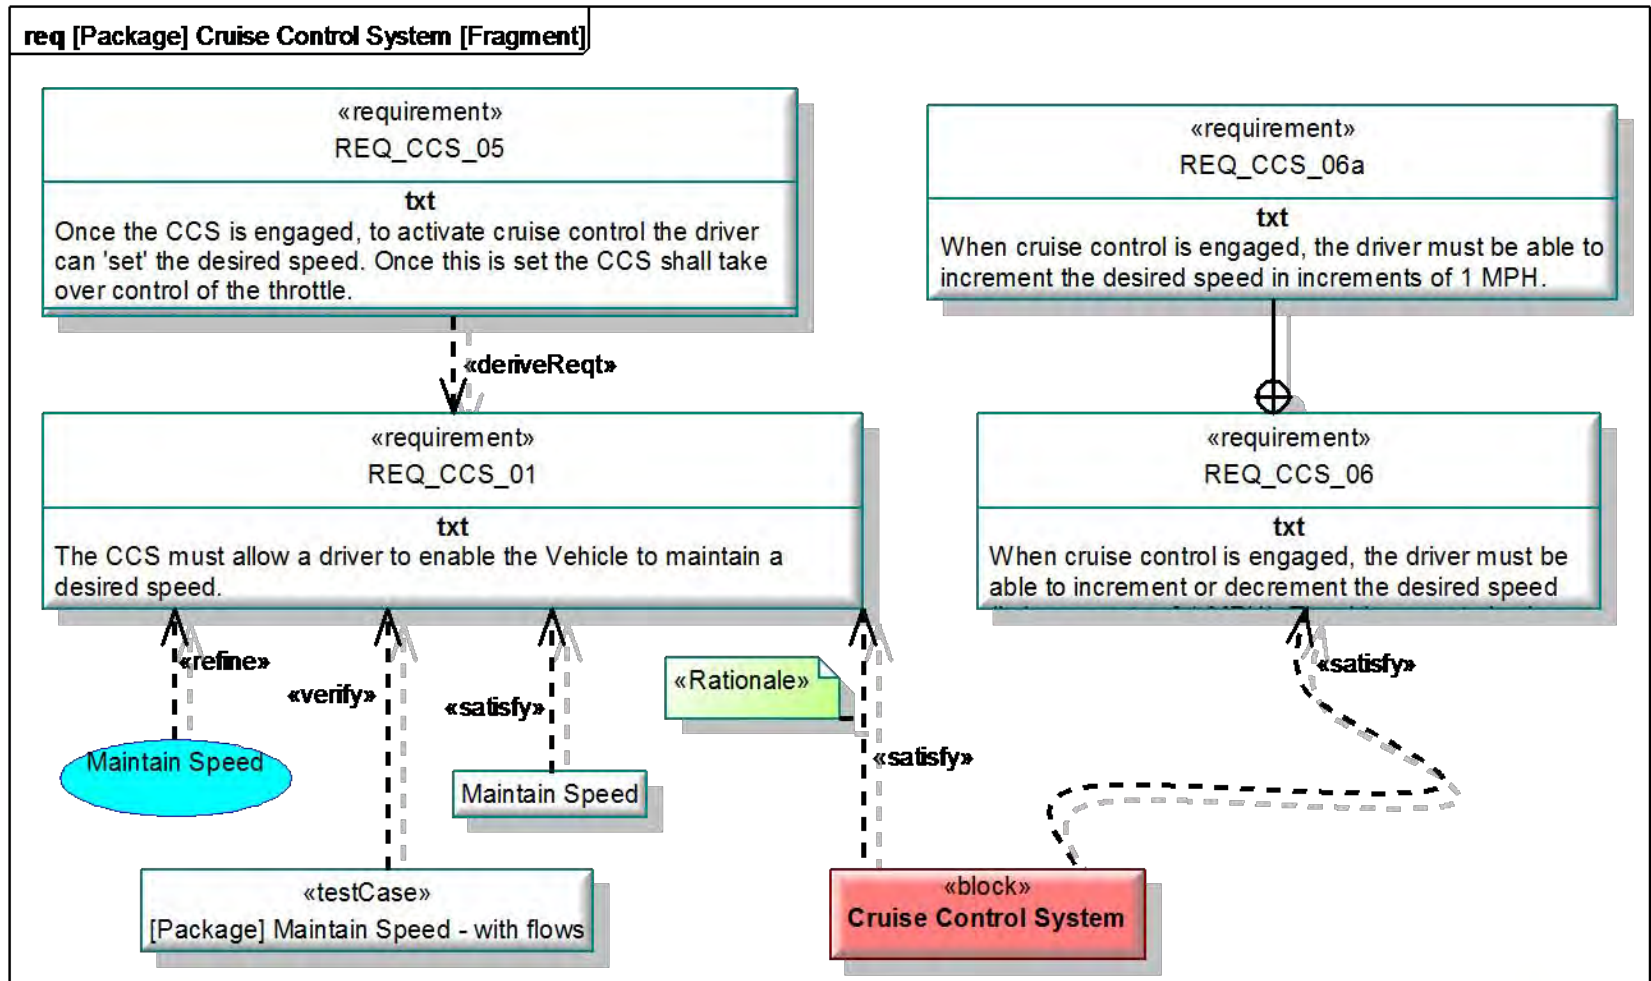 req [Package] Cruise Control System [Fragment]
«requirement»
REQ_CCS_05
txt
Once the CCS is engaged, to activate cruise control the driver
can 'set' the desired speed. Once this is set the CCS shall take
over control of the throttle.
«requirement»
REQ_CCS_06a
txt
When cruise control is engaged, the driver must be able to
increment the desired speed in increments of 1 MPH.
«deriveReqt»
«requirement»
REQ_CCS_01
txt
The CCS must allow a driver to enable the Vehicle to maintain a
desired speed.
«requirement»
REQ_CCS_06
txt
When cruise control is engaged, the driver must be
able to increment or decrement the desired speed
«refine»
«verify»
«satisfy»
«Rationale»
«satisfy»
«satisfy»
Maintain Speed
Maintain Speed
«testCase»
[Package] Maintain Speed - with flows
«block»
Cruise Control System